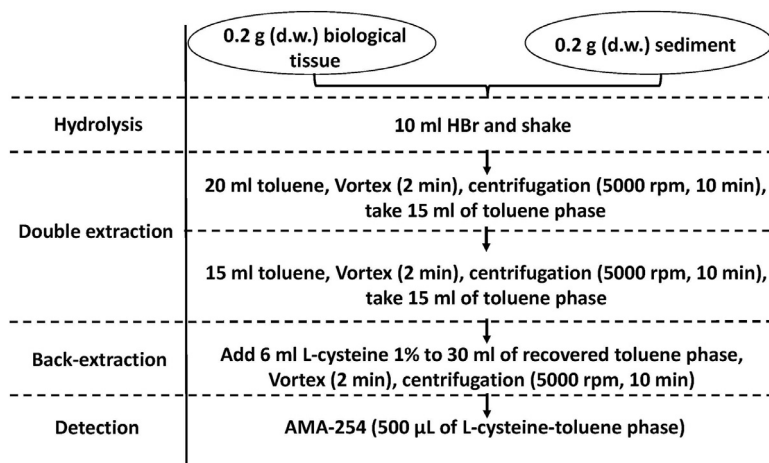 0.2 g (d.w.) biological
tissue
0.2 g (d.w.) sediment
Hydrolysis
10 ml HBr and shake
Double extraction
20 ml toluene, Vortex (2 min), centrifugation (5000 rpm, 10 min),
take 15 ml of toluene phase
15 ml toluene, Vortex (2 min), centrifugation (5000 rpm, 10 min),
take 15 ml of toluene phase
Back-extraction
Add 6 ml L-cysteine 1% to 30 ml of recovered toluene phase,
Vortex (2 min), centrifugation (5000 rpm, 10 min)
Detection
AMA-254 (500 µL of L-cysteine-toluene phase)